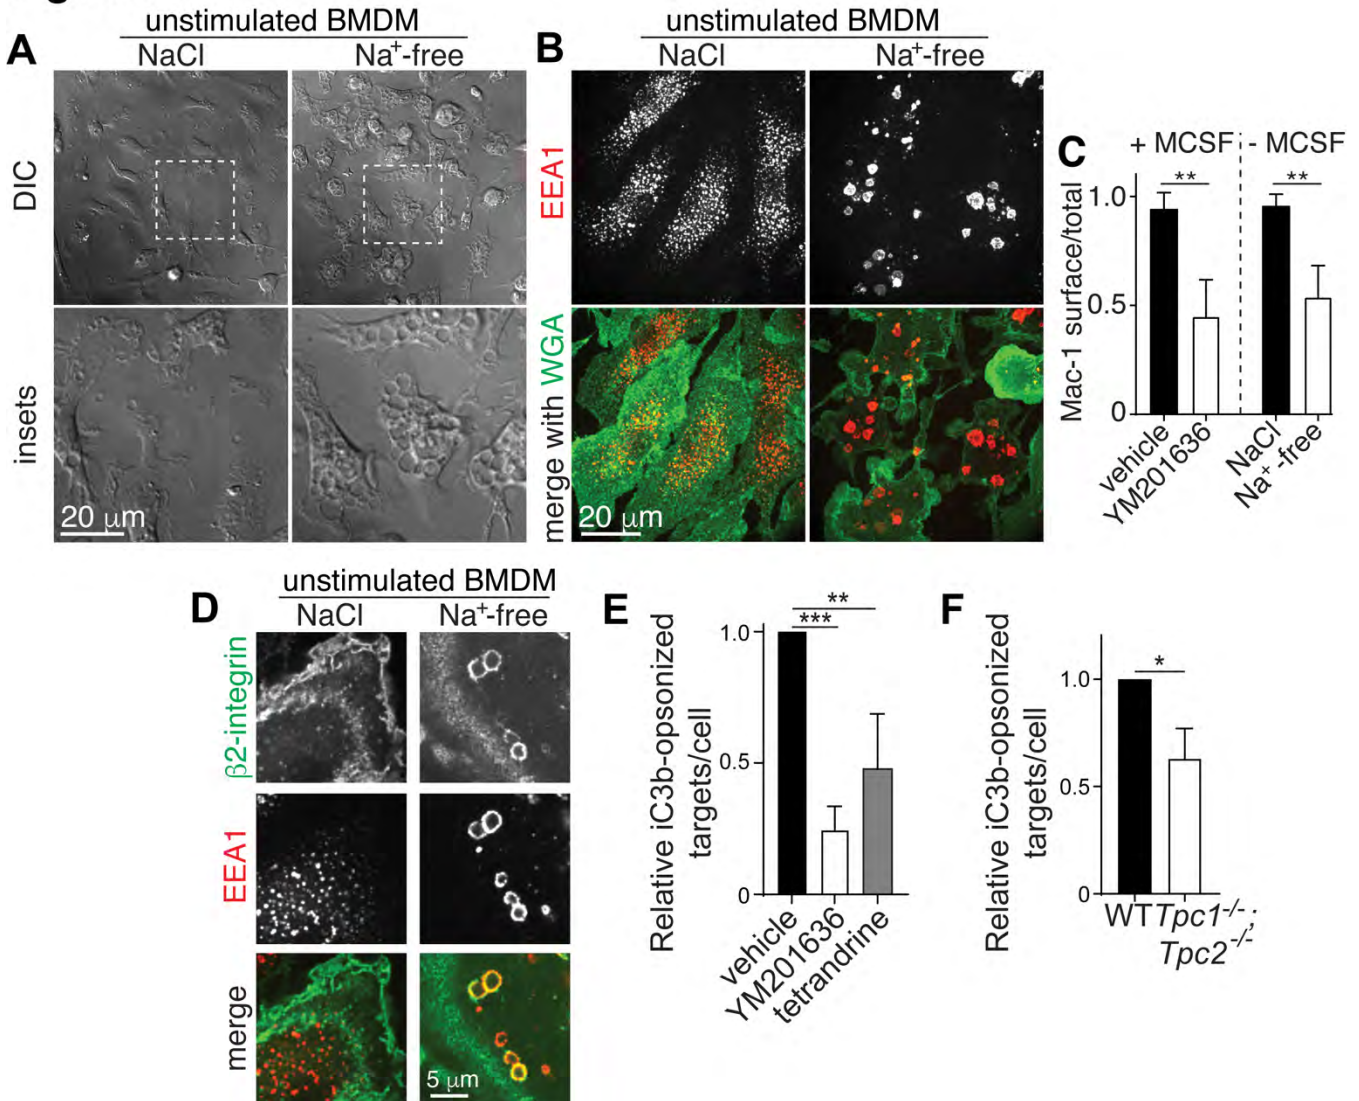 unstimulated BMDM
A
NaCl
Na⁺-free
DIC
insets
20 μm
unstimulated BMDM
B
NaCl
Na⁺-free
EEA1
merge with WGA
20 μm
C
+ MCSF
- MCSF
**
**
Mac-1 surface/total
1.0
0.5
0
vehicle
YM201636
NaCl
Na⁺-free
unstimulated BMDM
D
NaCl
Na⁺-free
β2-integrin
EEA1
merge
5 μm
E
**
***
Relative iC3b-opsonized
targets/cell
1.0
0.5
0
vehicle
YM201636
tetrandrine
F
*
Relative iC3b-opsonized
targets/cell
1.0
0.5
0
WT
Tpc1⁻/⁻;
Tpc2⁻/⁻